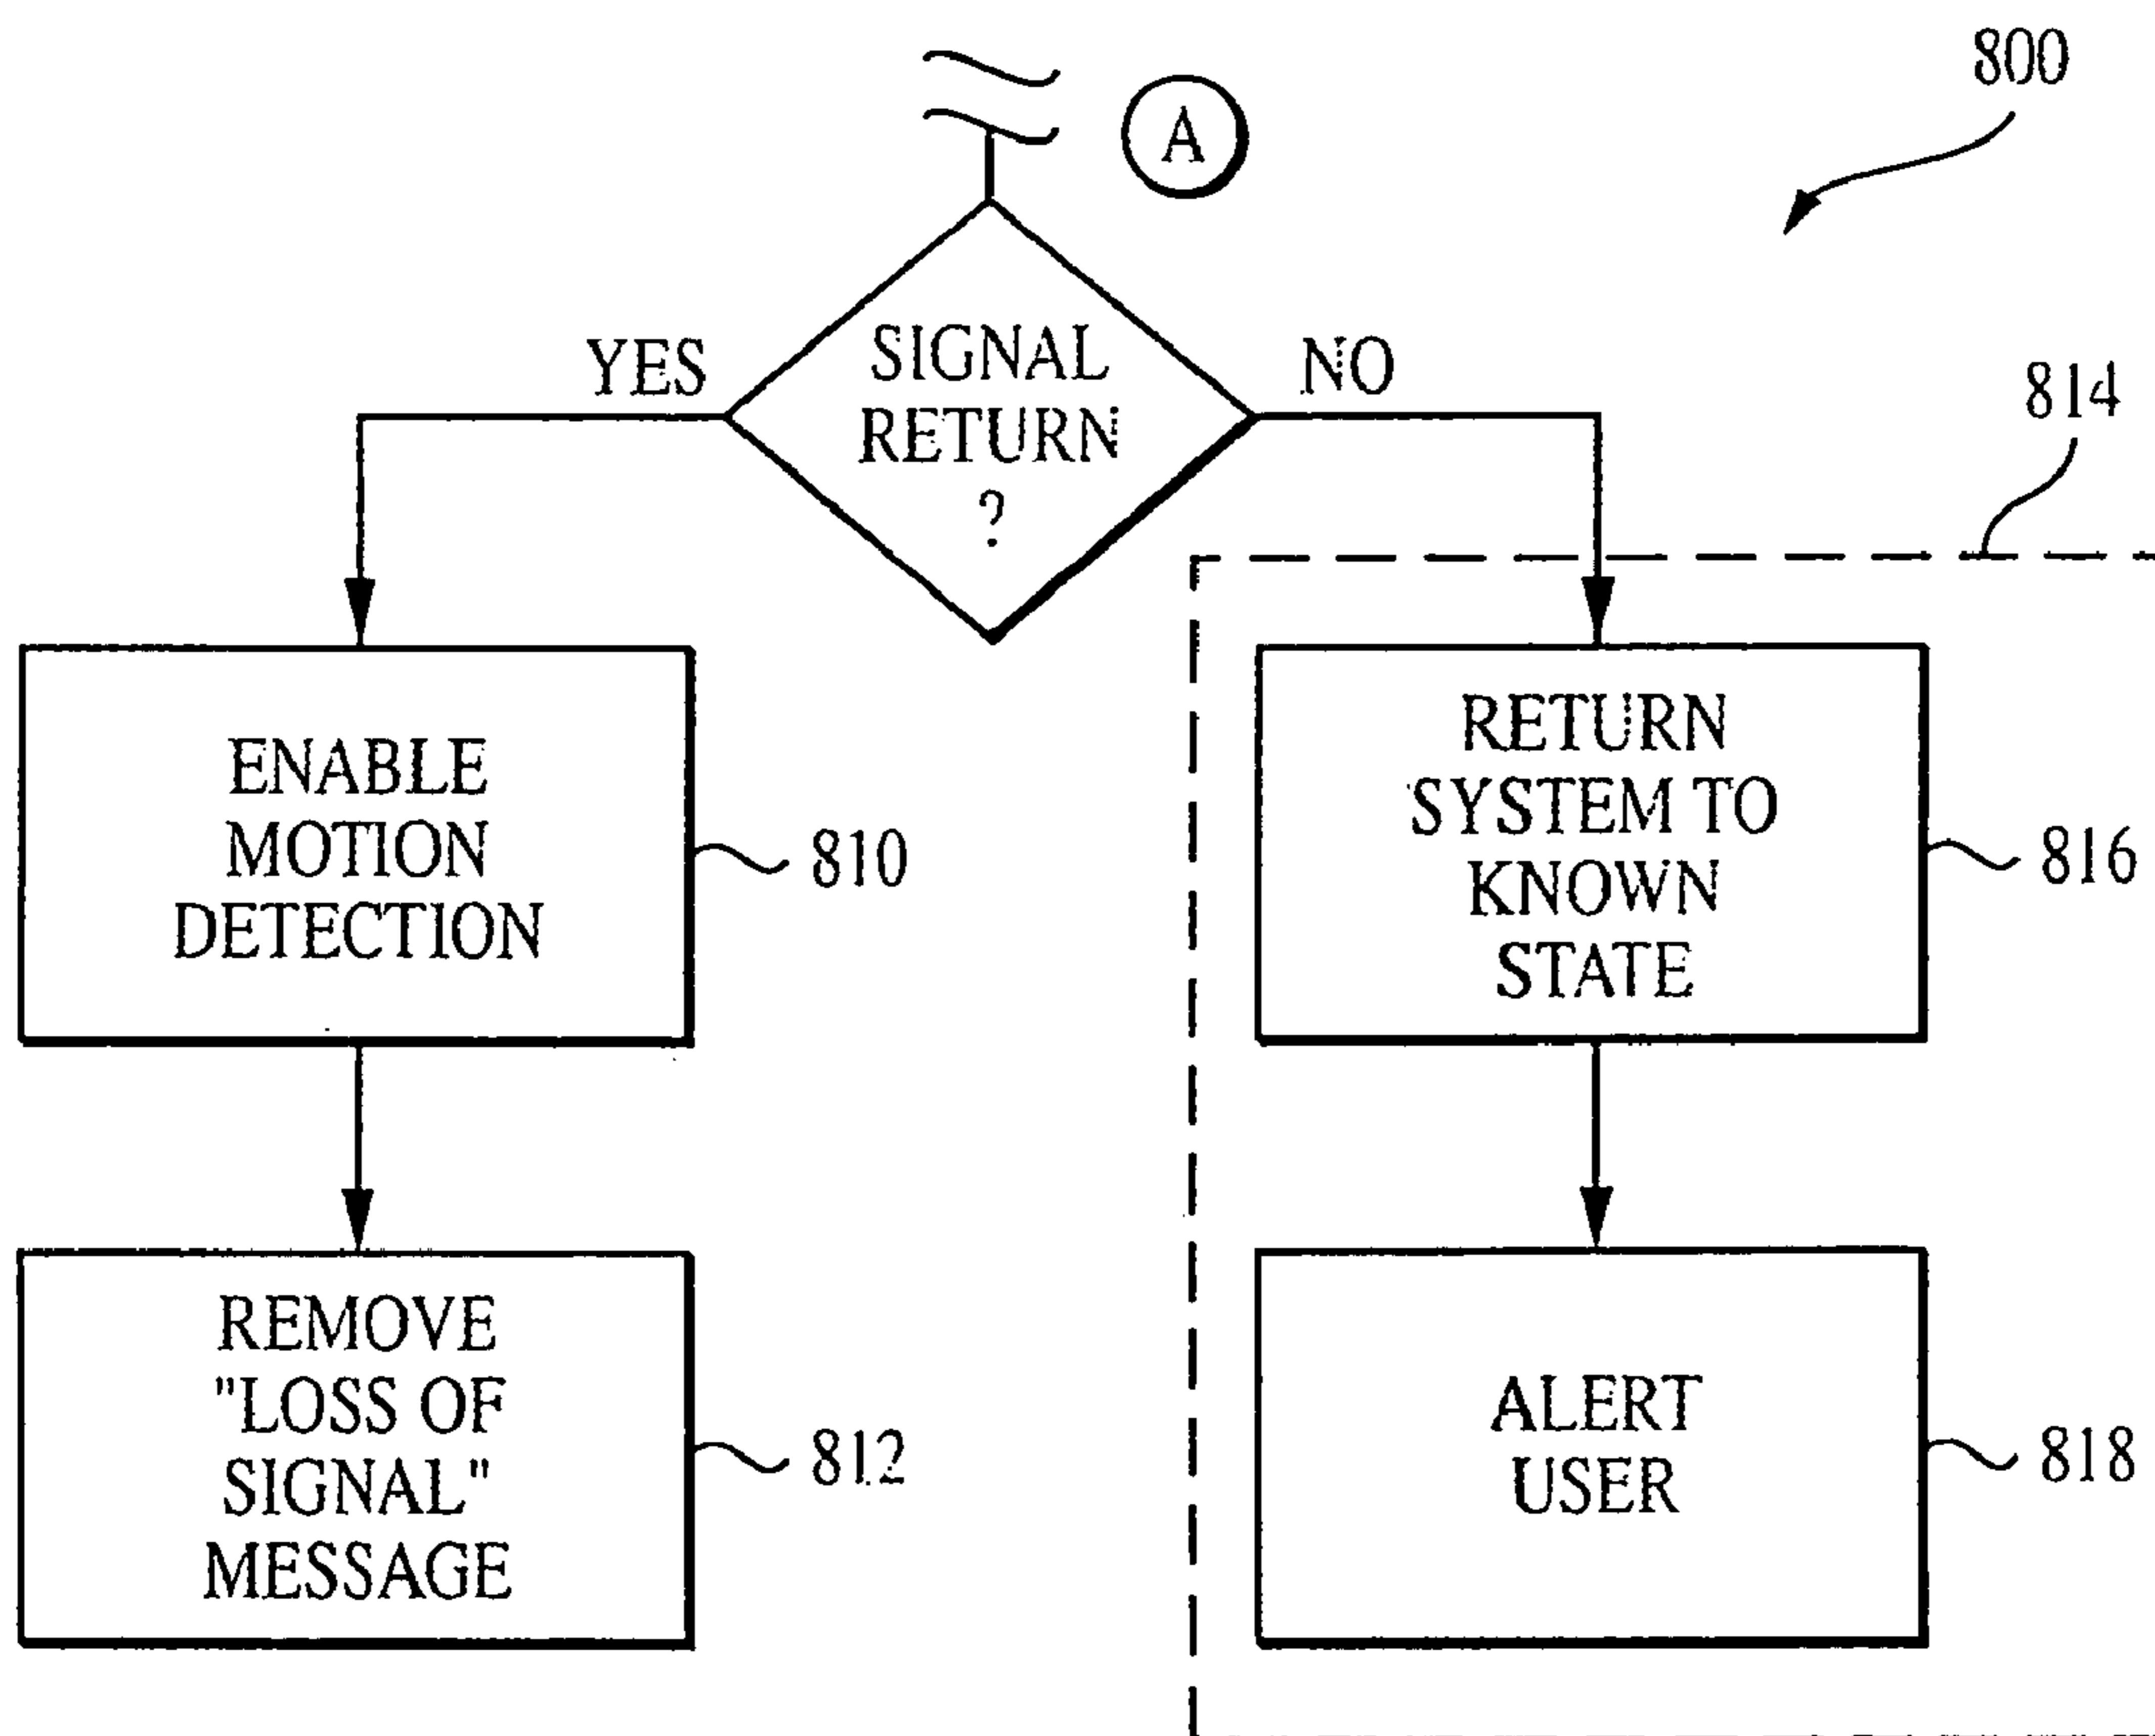 800
A
SIGNAL
RETURN
?
YES
NO
814
ENABLE
MOTION
DETECTION
810
RETURN
SYSTEM TO
KNOWN
STATE
816
REMOVE
"LOSS OF
SIGNAL"
MESSAGE
812
ALERT
USER
818